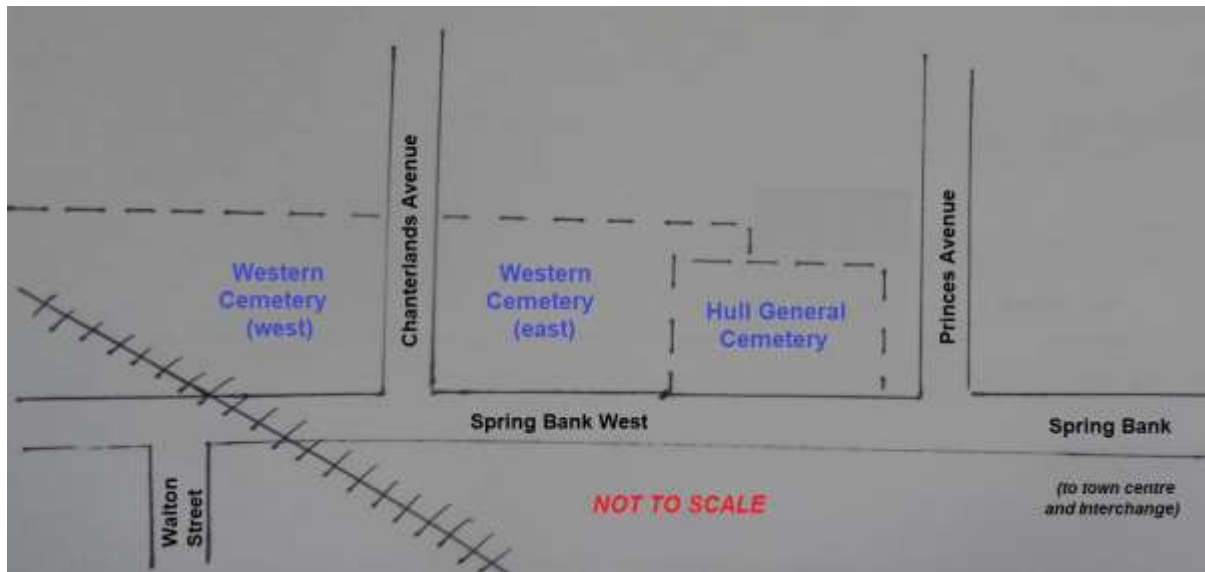 Chanterlands Avenue
Princes Avenue
Western
Cemetery
(west)
Western
Cemetery
(east)
Hull General
Cemetery
Spring Bank West
Spring Bank
Walton
Street
NOT TO SCALE
(to town centre
and Interchange)